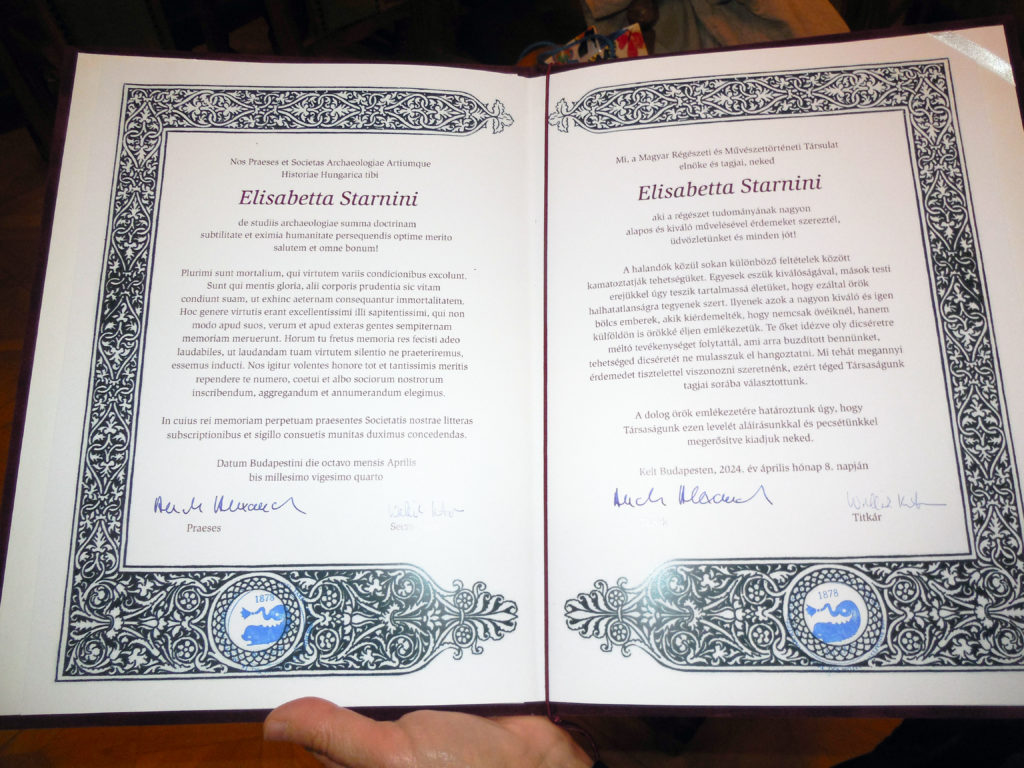 Nos Praeses et Societas Archaeologiae Artiumque
Historiae Hungarica tibi
Elisabetta Starnini
de studiis archaeologiae summa doctrinam
subtilitate et eximia humanitate persequendis optime merito
salutem et omne bonum!
Plurimi sunt mortalium, qui virtutem variis condicionibus excolunt.
Sunt qui mentis gloria, alii corporis prudentia sic vitam
condiunt suam, ut exhinc aeternam consequantur immortalitatem.
Hoc genere virtutis erant excellentissimi illi sapientissimi, qui non
modo apud suos, verum et apud exteras gentes sempiternam
memoriam meruerunt. Horum tu fretus memoria res fecisti adeo
laudabiles, ut laudandam tuam virtutem silentio ne praeteriremus,
essemus inducti. Nos igitur volentes honore tot et tantissimis meritis
rependere te numero, coetui et albo sociorum nostrorum
inscribendum, aggregandum et annumerandum elegimus.
In cuius rei memoriam perpetuam praesentes Societatis nostrae litteras
subscriptionibus et sigillo consuetis munitas duximus concedendas.
Datum Budapestini die octavo mensis Aprilis
bis millesimo vigesimo quarto
Praeses
1878
Mi, a Magyar Régészeti és Művészettörténeti Társulat
elnöke és tagjai, neked
Elisabetta Starnini
aki a régészet tudományának nagyon
alapos és kiváló művelésével érdemeket szereztél,
üdvözletünket és minden jót!
A halandók közül sokan különböző feltételek között
kamatoztatják tehetségüket. Egyesek eszük kiválóságával, mások testi
erejükkel úgy teszik tartalmassá életüket, hogy ezáltal örök
halhatatlanságra tegyenek szert. Ilyenek azok a nagyon kiváló és igen
bölcs emberek, akik kiérdemelték, hogy nemcsak övéiknél, hanem
külföldön is örökké éljen emlékezetük. Te őket idézve oly dicséretre
méltó tevékenységet folytattál, ami arra buzdított bennünket,
tehetséged dicséretét ne mulasszuk el hangoztatni. Mi tehát megannyi
érdemedet tisztelettel viszonozni szeretnénk, ezért téged Társaságunk
tagjai sorába választottunk.
A dolog örök emlékezetére határoztunk úgy, hogy
Társaságunk ezen levelét aláírásunkkal és pecsétünkkel
megerősítve kiadjuk neked.
Kelt Budapesten, 2024. év április hónap 8. napján
Titkár
1878